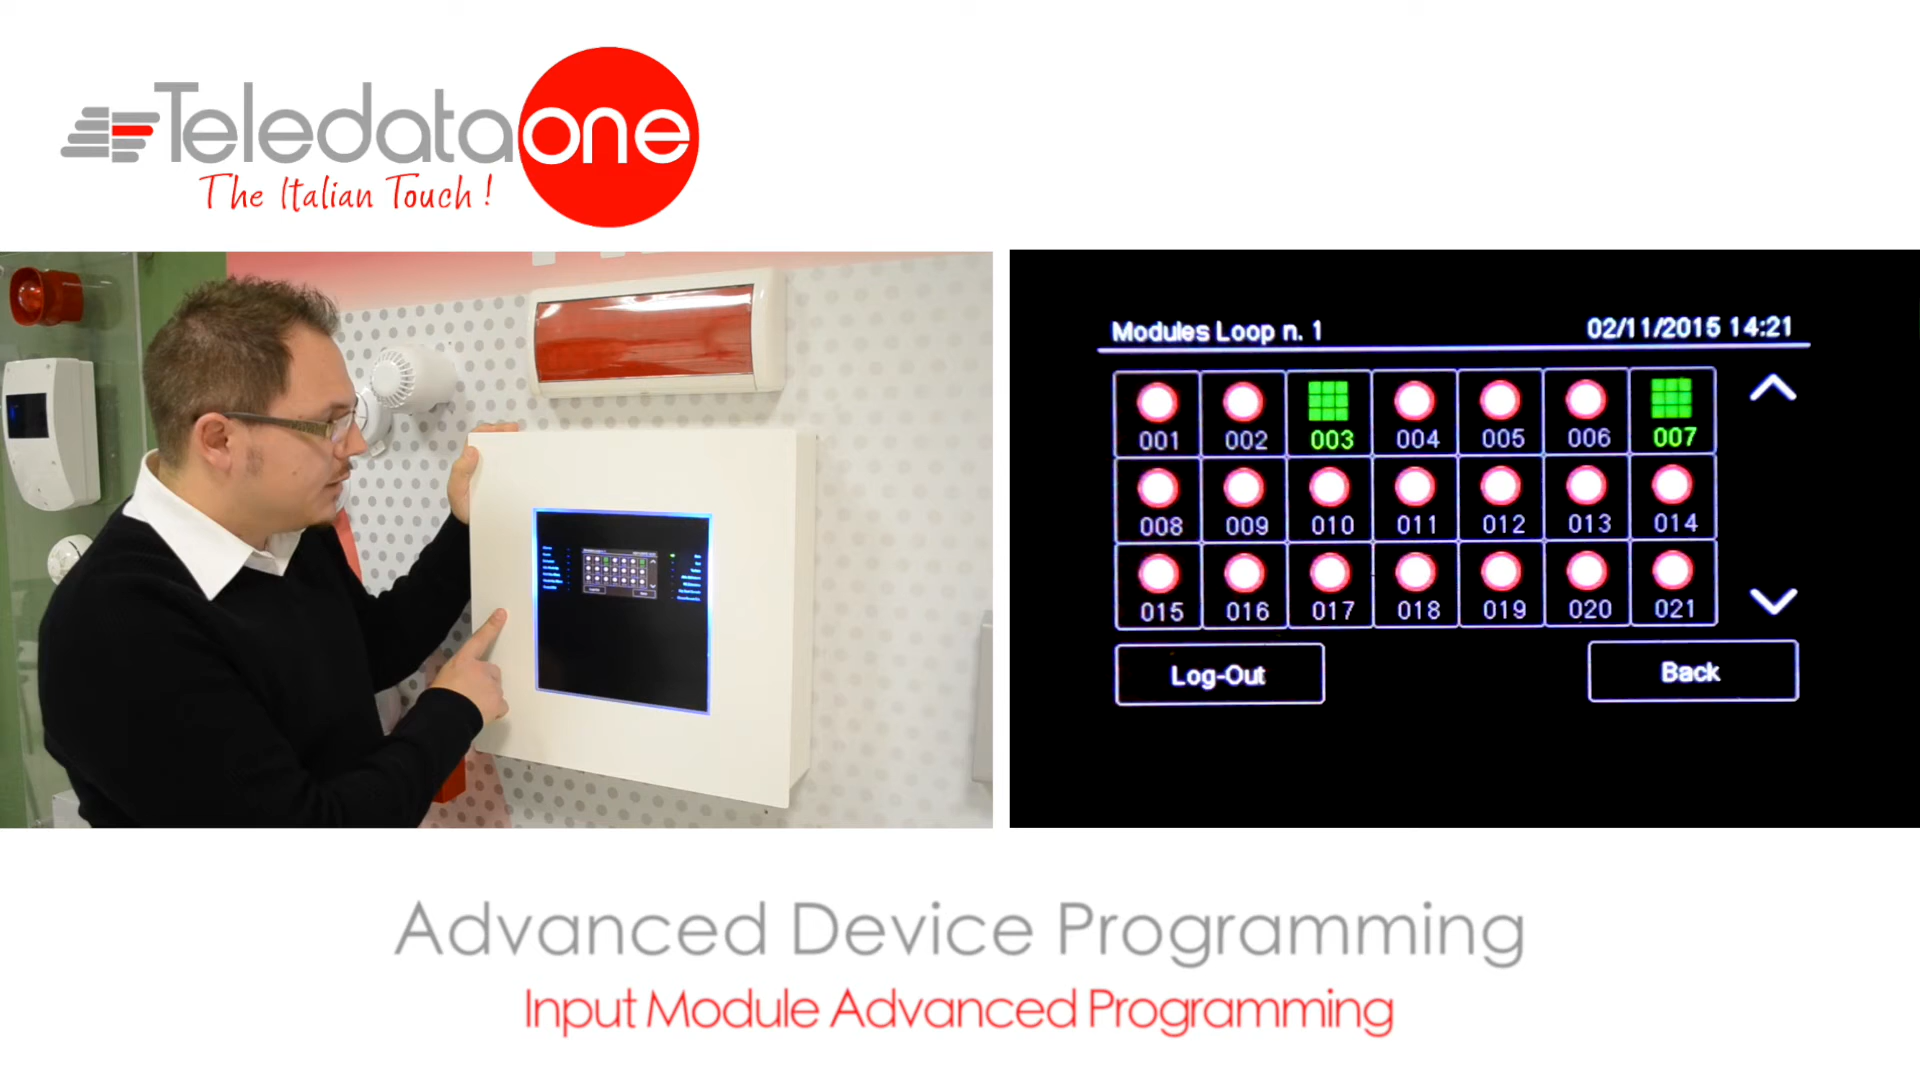 Teledataone
The Italian Touch !
Modules Loop n. 1
02/11/2015 14:21
001 002 003 004 005 006 007
008 009 010 011 012 013 014
015 016 017 018 019 020 021
Log-Out
Back
Advanced Device Programming
Input Module Advanced Programming